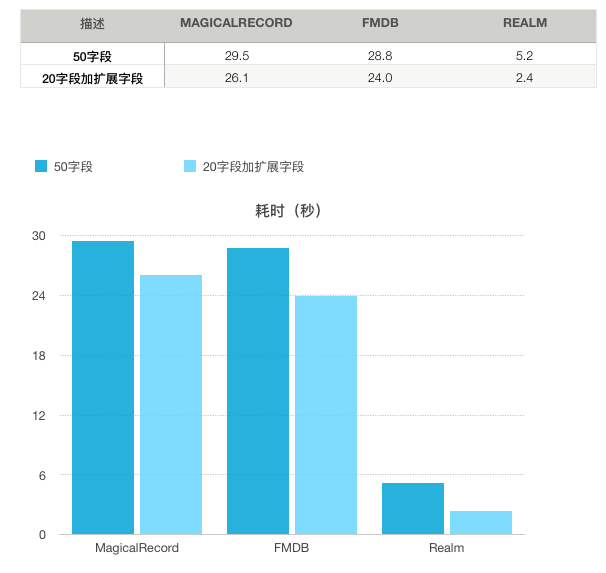 描述 MAGICALRECORD FMDB REALM
50字段 29.5 28.8 5.2
20字段加扩展字段 26.1 24.0 2.4
50字段 20字段加扩展字段
耗时（秒）
30
24
18
12
6
0
MagicalRecord FMDB Realm